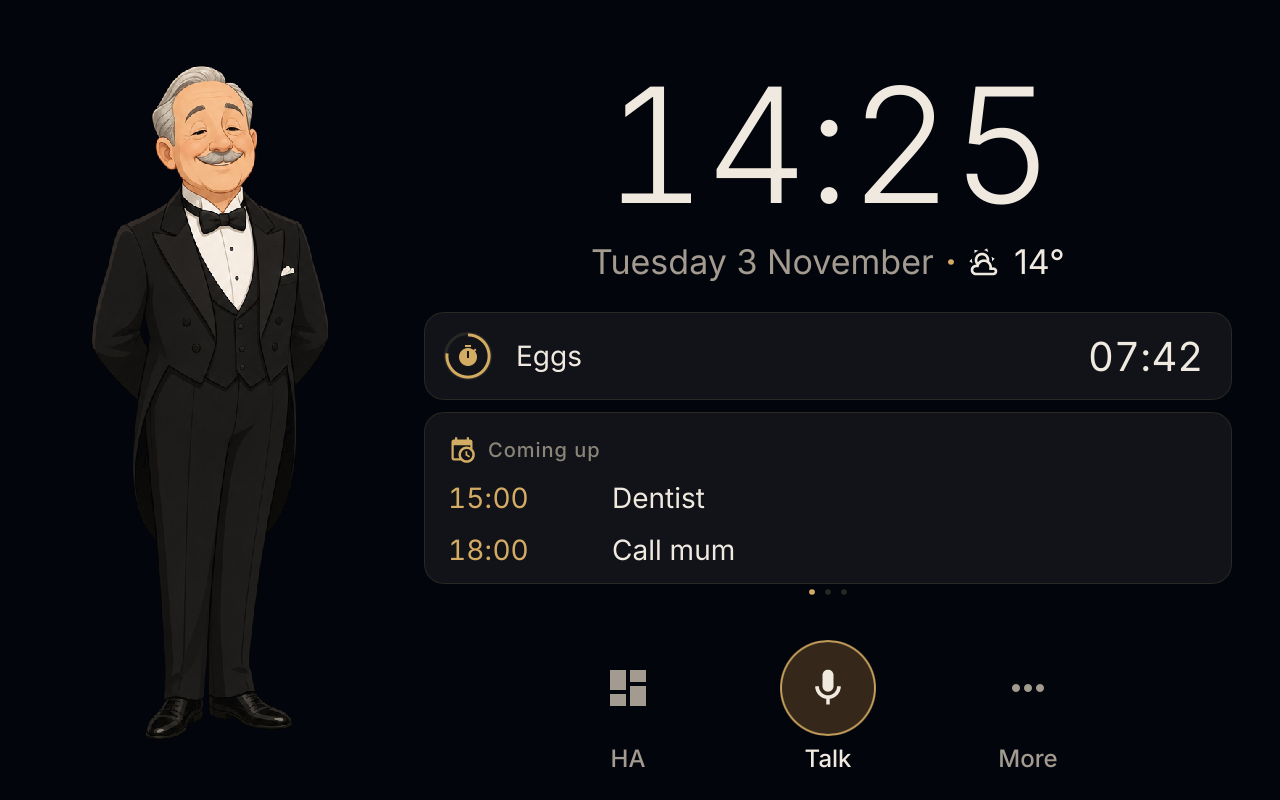 14:25
Tuesday 3 November • 14°
Eggs 07:42
Coming up
15:00 Dentist
18:00 Call mum
HA Talk More